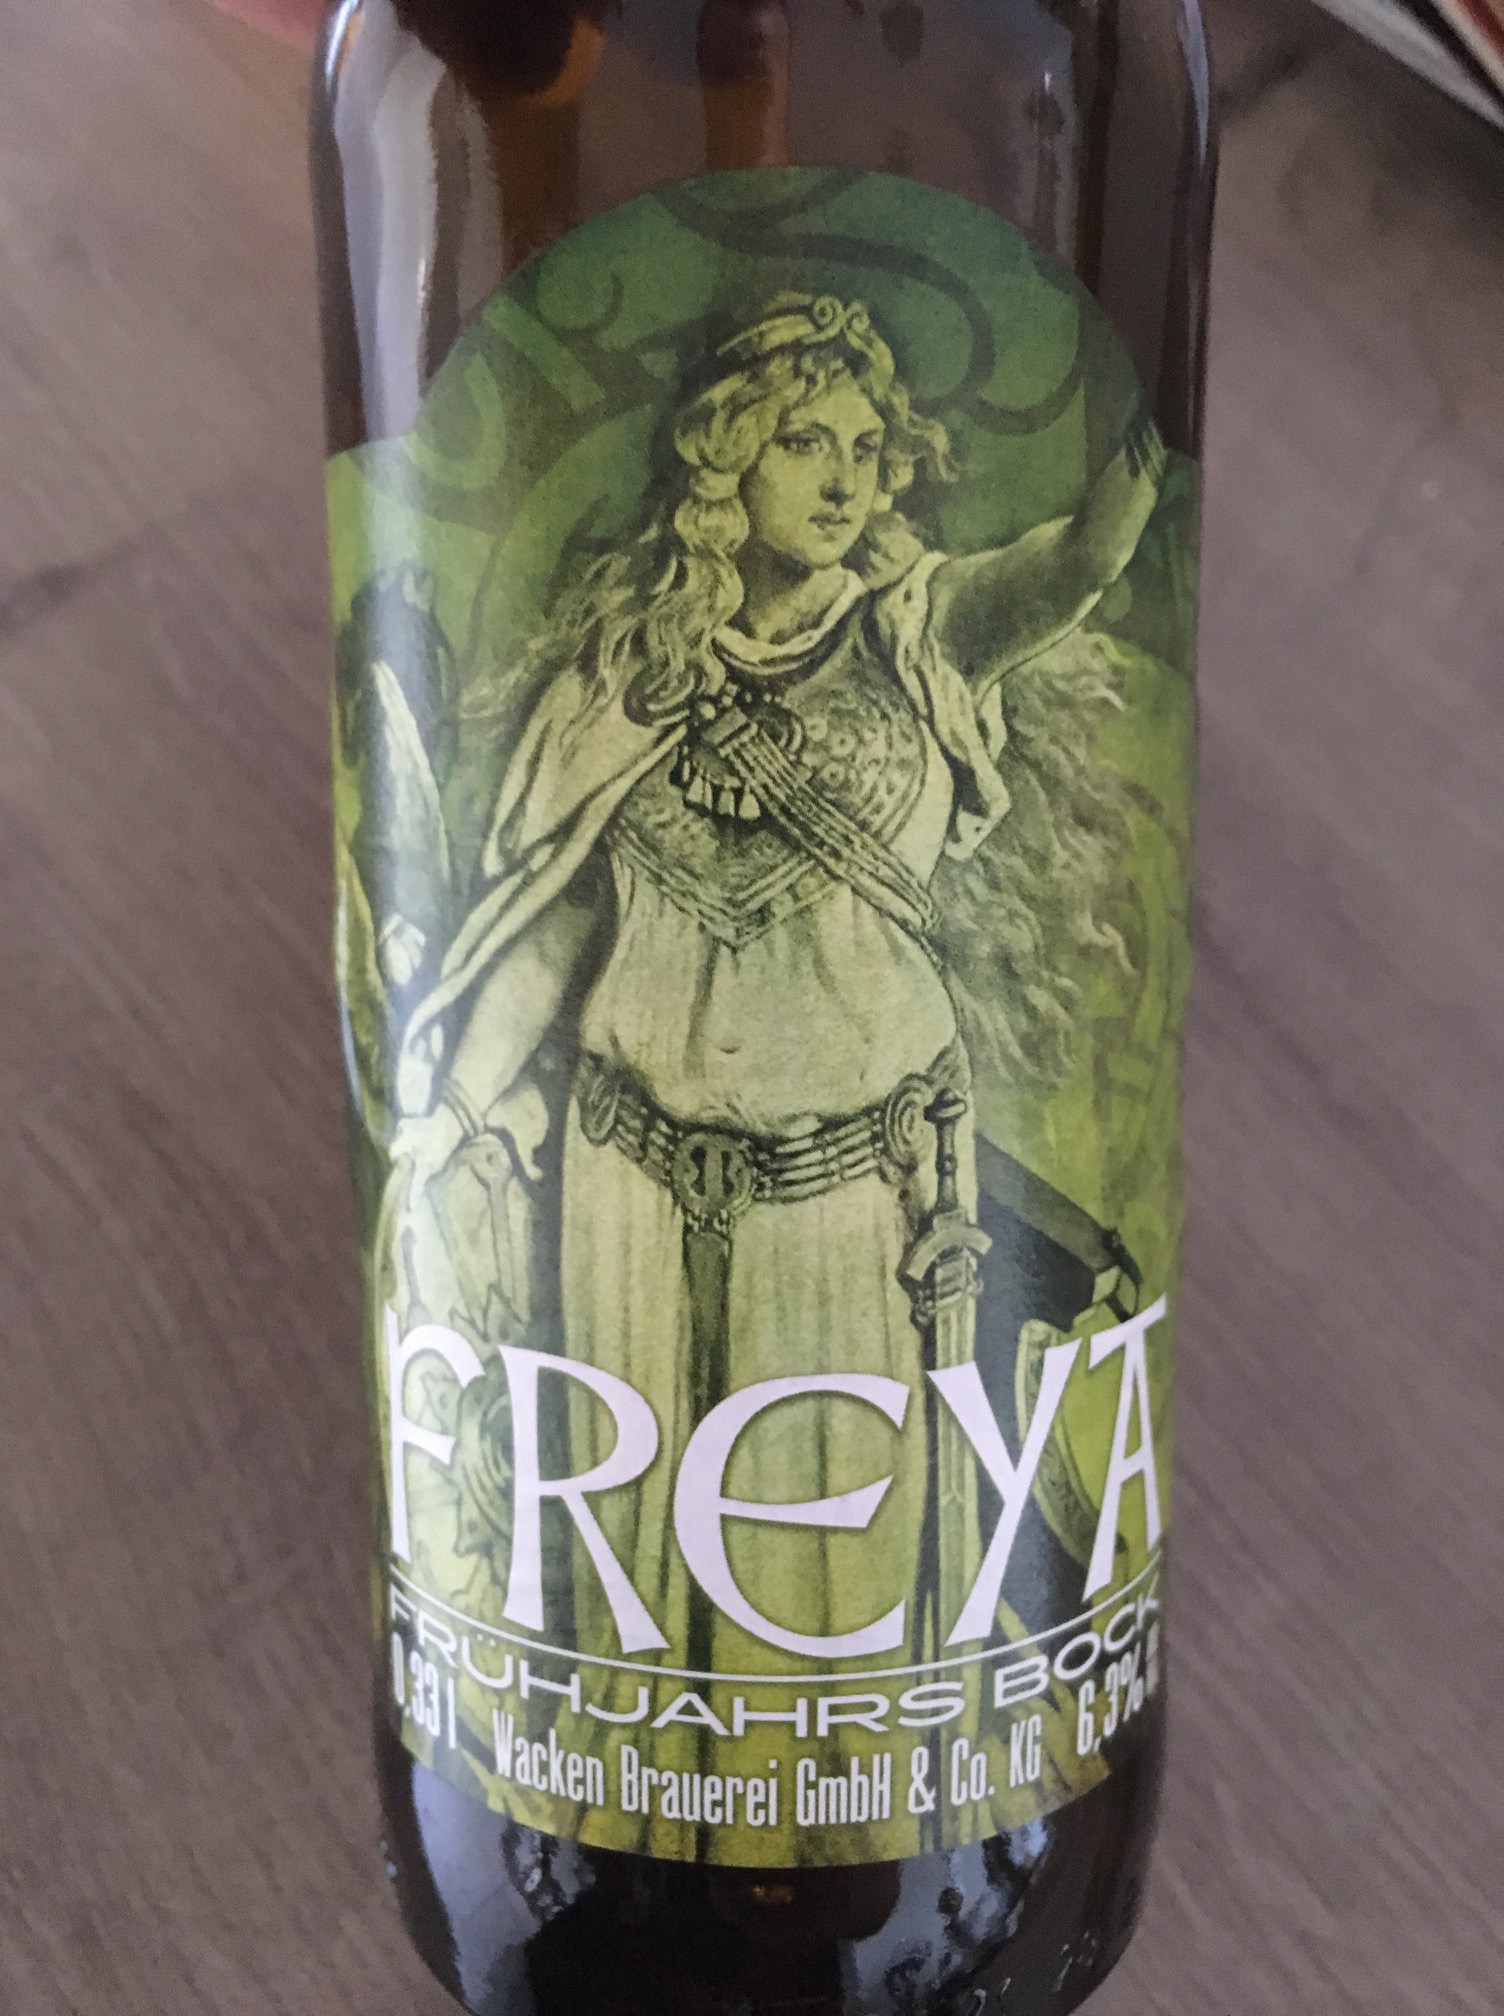 FREYA
FRÜHJAHRS BOCK
0,33 l Wacken Brauerei GmbH & Co. KG 6,3%